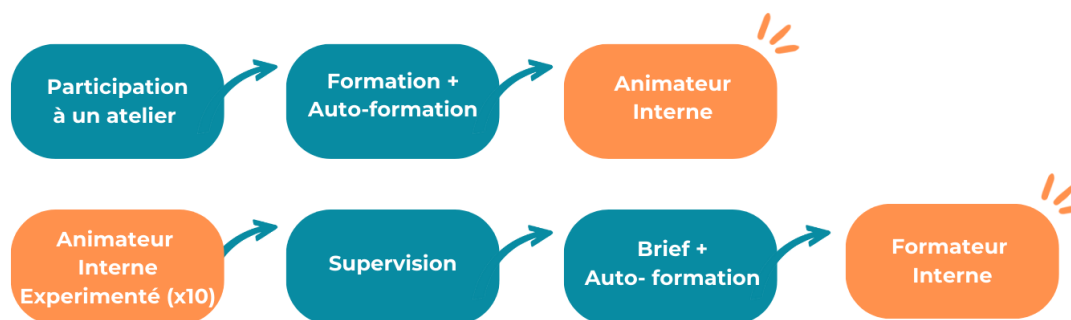 Participation
à un atelier
Formation +
Auto-formation
Animateur
Interne
Animateur
Interne
Experimenté (x10)
Supervision
Brief +
Auto- formation
Formateur
Interne